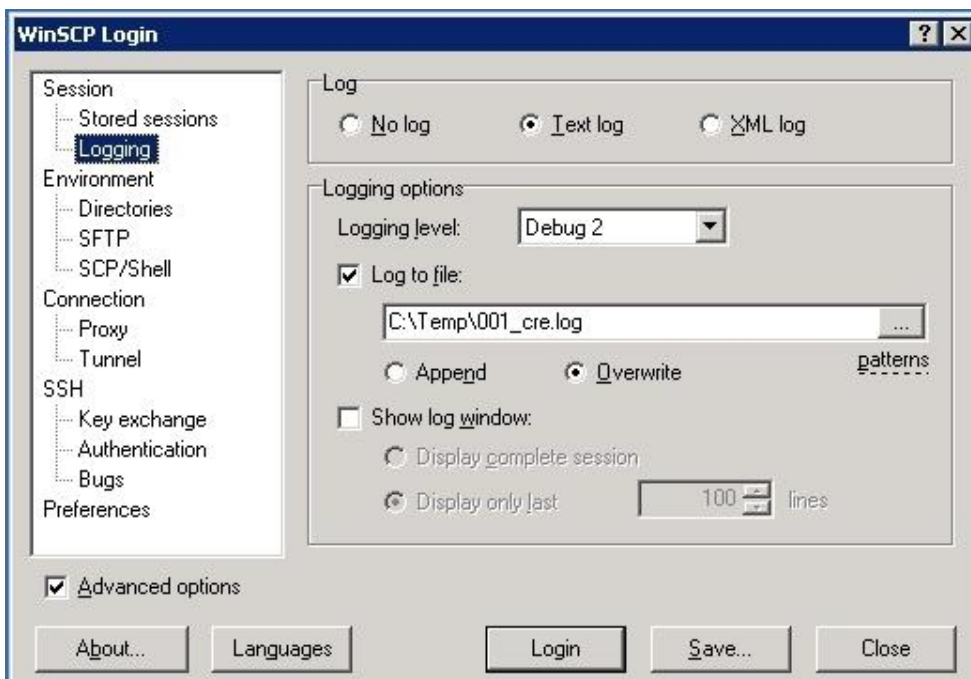 WinSCP Login
Session
Stored sessions
Logging
Environment
Directories
SFTP
SCP/Shell
Connection
Proxy
Tunnel
SSH
Key exchange
Authentication
Bugs
Preferences
Advanced options
Log
No log Text log XML log
Logging options
Logging level: Debug 2
Log to file:
C:\Temp\001_cre.log ...
Append Overwrite patterns
Show log window:
Display complete session
Display only last 100 lines
About... Languages Login Save... Close